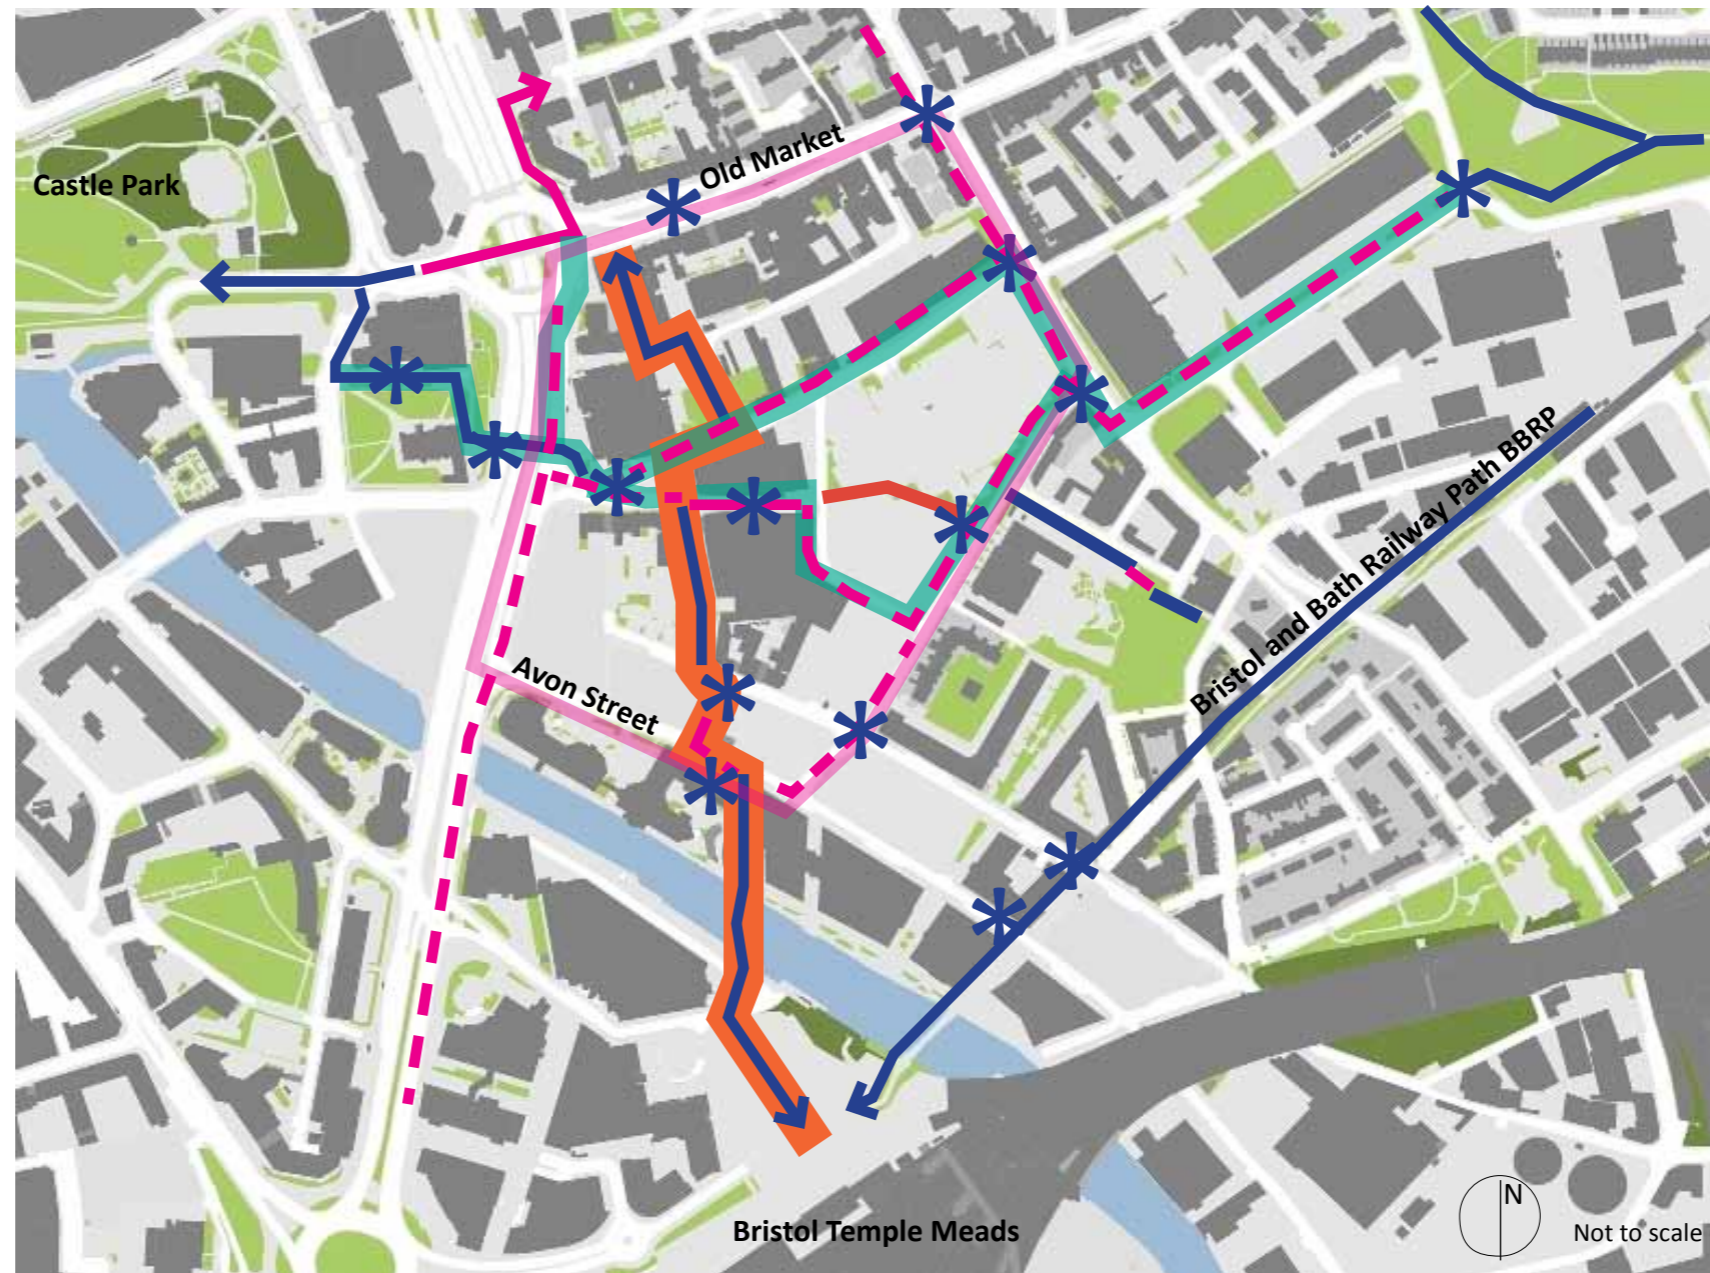 Old Market
Castle Park
Bristol and Bath Railway Path BBRP
Avon Street
N
Bristol Temple Meads
Not to scale